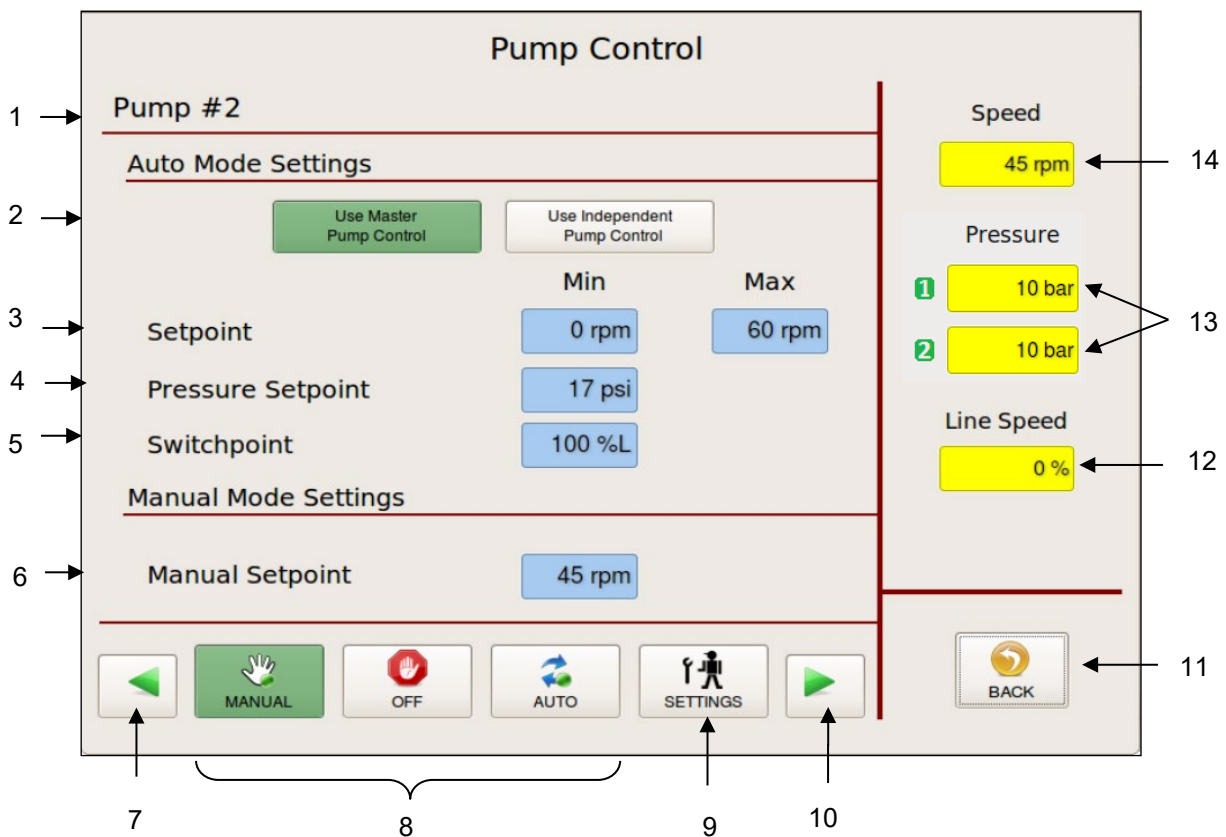 Pump Control
1
Pump #2
Auto Mode Settings
2
Use Master
Pump Control
Use Independent
Pump Control
Min
Max
3
Setpoint
0 rpm
60 rpm
4
Pressure Setpoint
17 psi
5
Switchpoint
100 %L
Manual Mode Settings
6
Manual Setpoint
45 rpm
Speed
45 rpm
14
Pressure
1
10 bar
2
10 bar
13
Line Speed
0 %
12
MANUAL
OFF
AUTO
SETTINGS
BACK
11
7
8
9
10